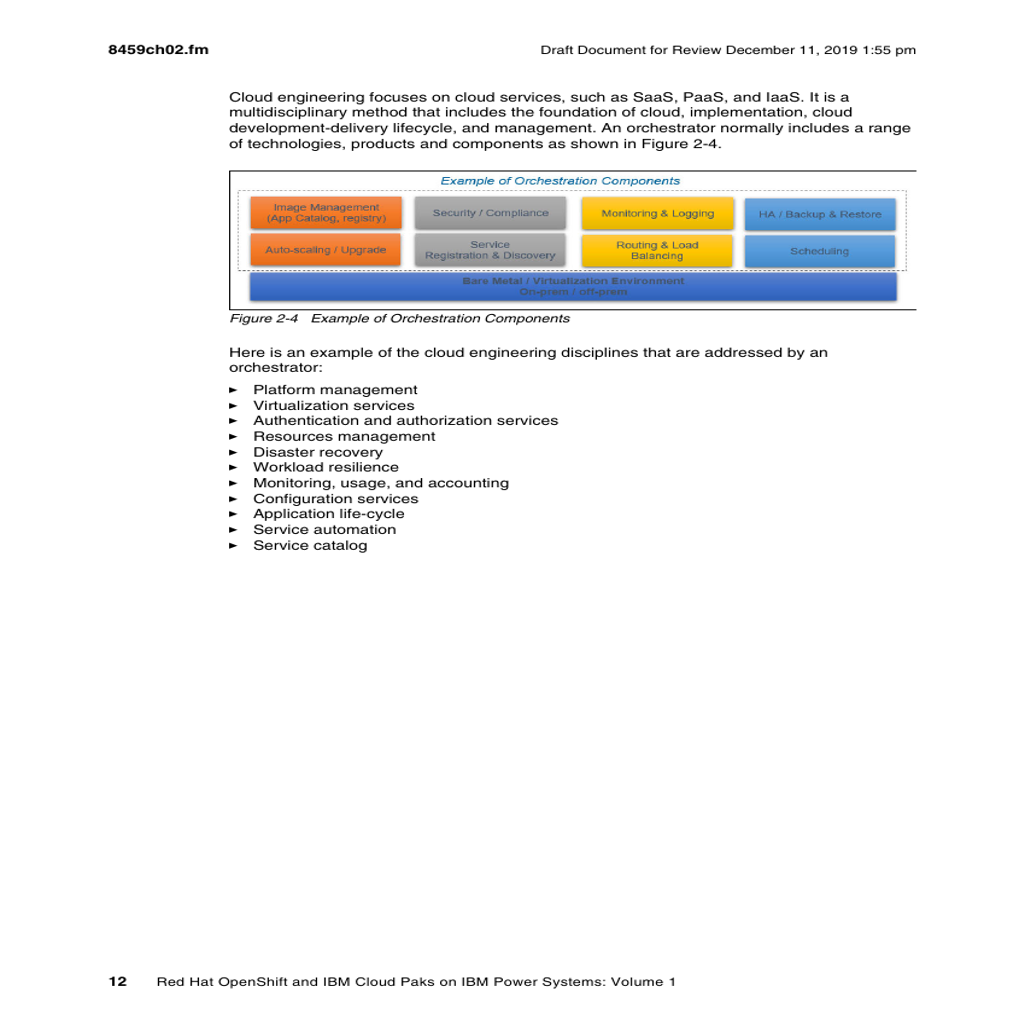 8459ch02.fm
Draft Document for Review December 11, 2019 1:55 pm
Cloud engineering focuses on cloud services, such as SaaS, PaaS, and IaaS. It is a
multidisciplinary method that includes the foundation of cloud, implementation, cloud
development-delivery lifecycle, and management. An orchestrator normally includes a range
of technologies, products and components as shown in Figure 2-4.
Example of Orchestration Components
Image Management
(App Catalog, registry)
Security / Compliance
Monitoring & Logging
HA / Backup & Restore
Auto-scaling / Upgrade
Service
Registration & Discovery
Routing & Load
Balancing
Scheduling
Bare Metal / Virtualization Environment
On-prem / off-prem
Figure 2-4 Example of Orchestration Components
Here is an example of the cloud engineering disciplines that are addressed by an
orchestrator:
► Platform management
► Virtualization services
► Authentication and authorization services
► Resources management
► Disaster recovery
► Workload resilience
► Monitoring, usage, and accounting
► Configuration services
► Application life-cycle
► Service automation
► Service catalog
12 Red Hat OpenShift and IBM Cloud Paks on IBM Power Systems: Volume 1